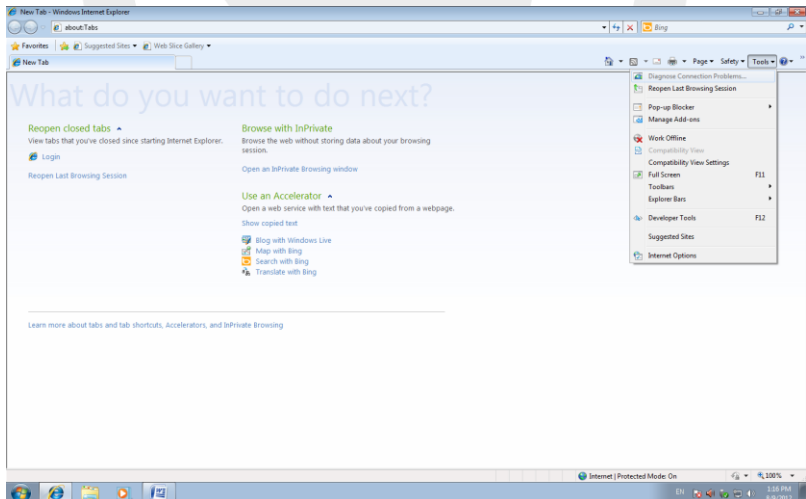 New Tab - Windows Internet Explorer
about:Tabs
Bing
Favorites Suggested Sites Web Slice Gallery
New Tab
Page Safety Tools
What do you want to do next?
Reopen closed tabs
View tabs that you've closed since starting Internet Explorer.
Login
Reopen Last Browsing Session
Browse with InPrivate
Browse the web without storing data about your browsing
session.
Open an InPrivate Browsing window
Use an Accelerator
Open a web service with text that you've copied from a webpage.
Show copied text
Blog with Windows Live
Map with Bing
Search with Bing
Translate with Bing
Learn more about tabs and tab shortcuts, Accelerators, and InPrivate Browsing
Diagnose Connection Problems...
Reopen Last Browsing Session
Pop-up Blocker
Manage Add-ons
Work Offline
Compatibility View
Compatibility View Settings
Full Screen F11
Toolbars
Explorer Bars
Developer Tools F12
Suggested Sites
Internet Options
Internet | Protected Mode: On
100%
EN
1:16 PM